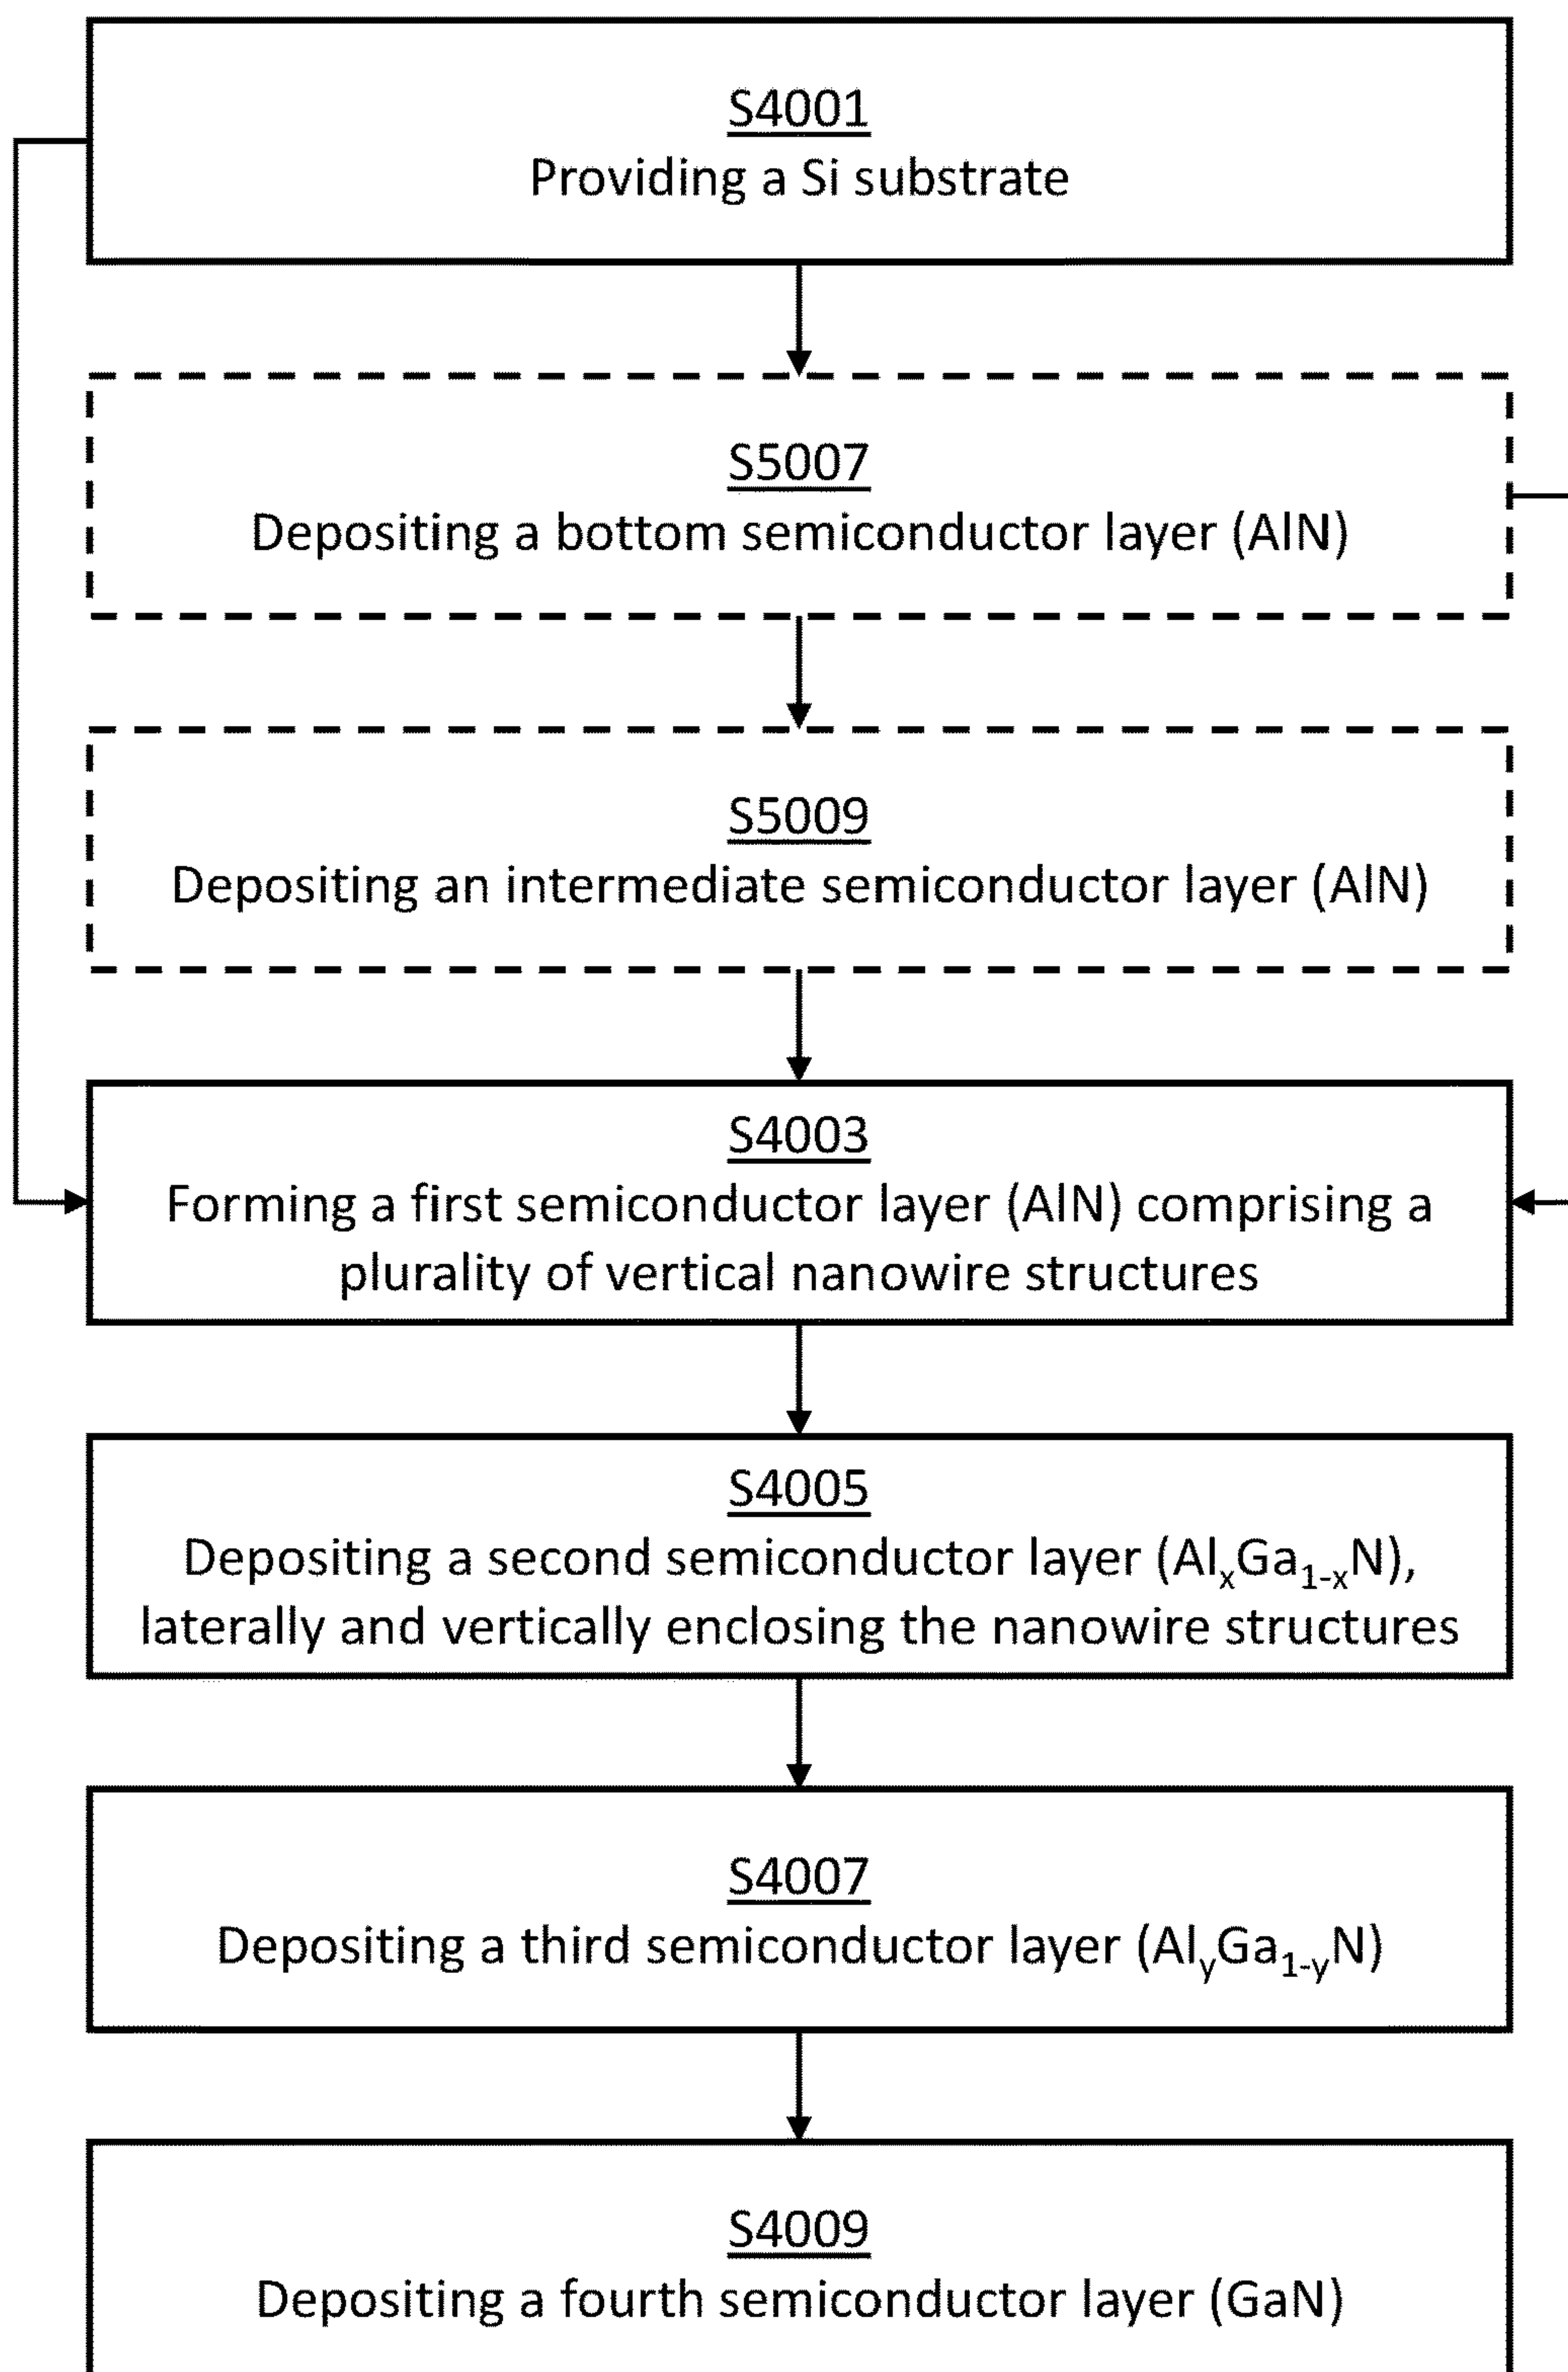 S4001
Providing a Si substrate
S5007
Depositing a bottom semiconductor layer (AlN)
S5009
Depositing an intermediate semiconductor layer (AlN)
S4003
Forming a first semiconductor layer (AlN) comprising a
plurality of vertical nanowire structures
S4005
Depositing a second semiconductor layer (AlₓGa₁₋ₓN),
laterally and vertically enclosing the nanowire structures
S4007
Depositing a third semiconductor layer (AlyGa1-yN)
S4009
Depositing a fourth semiconductor layer (GaN)